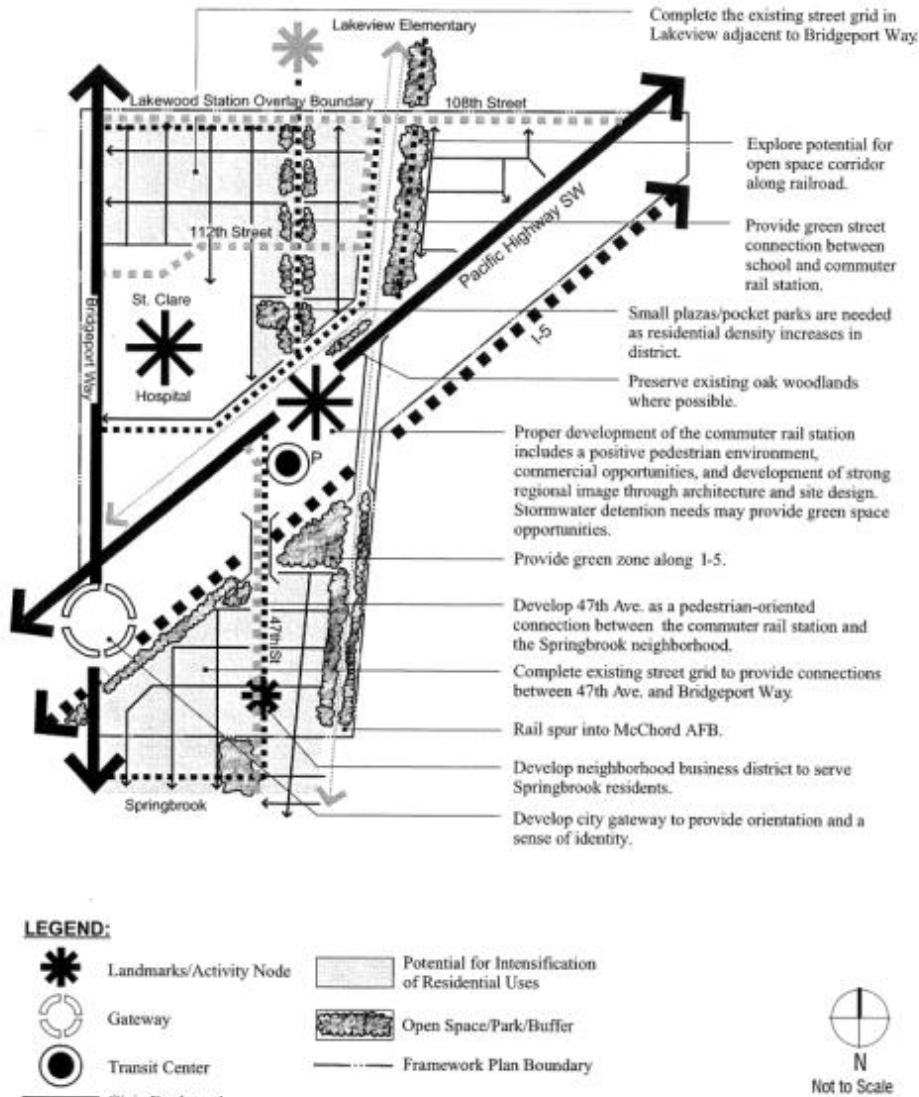 Lakeview Elementary
Complete the existing street grid in
Lakeview adjacent to Bridgeport Way.
Lakewood Station Overlay Boundary
108th Street
Explore potential for
open space corridor
along railroad.
112th Street
Pacific Highway SW
Provide green street
connection between
school and commuter
rail station.
Bridgeport Way
St. Clare
Hospital
I-5
Small plazas/pocket parks are needed
as residential density increases in
district.
Preserve existing oak woodlands
where possible.
P
Proper development of the commuter rail station
includes a positive pedestrian environment,
commercial opportunities, and development of strong
regional image through architecture and site design.
Stormwater detention needs may provide green space
opportunities.
Provide green zone along I-5.
47th St
Develop 47th Ave. as a pedestrian-oriented
connection between the commuter rail station and
the Springbrook neighborhood.
Complete existing street grid to provide connections
between 47th Ave. and Bridgeport Way.
Rail spur into McChord AFB.
Springbrook
Develop neighborhood business district to serve
Springbrook residents.
Develop city gateway to provide orientation and a
sense of identity.
LEGEND:
Landmarks/Activity Node
Gateway
Transit Center
Potential for Intensification
of Residential Uses
Open Space/Park/Buffer
Framework Plan Boundary
N
Not to Scale